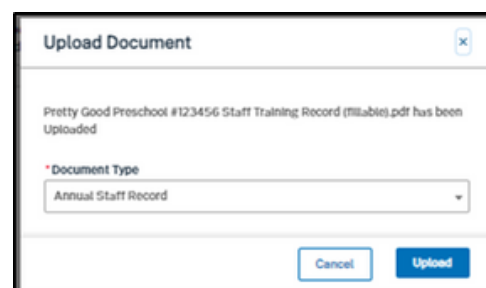 Upload Document
x
Pretty Good Preschool #123456 Staff Training Record (fillable).pdf has been
Uploaded
*Document Type
Annual Staff Record
Cancel
Upload